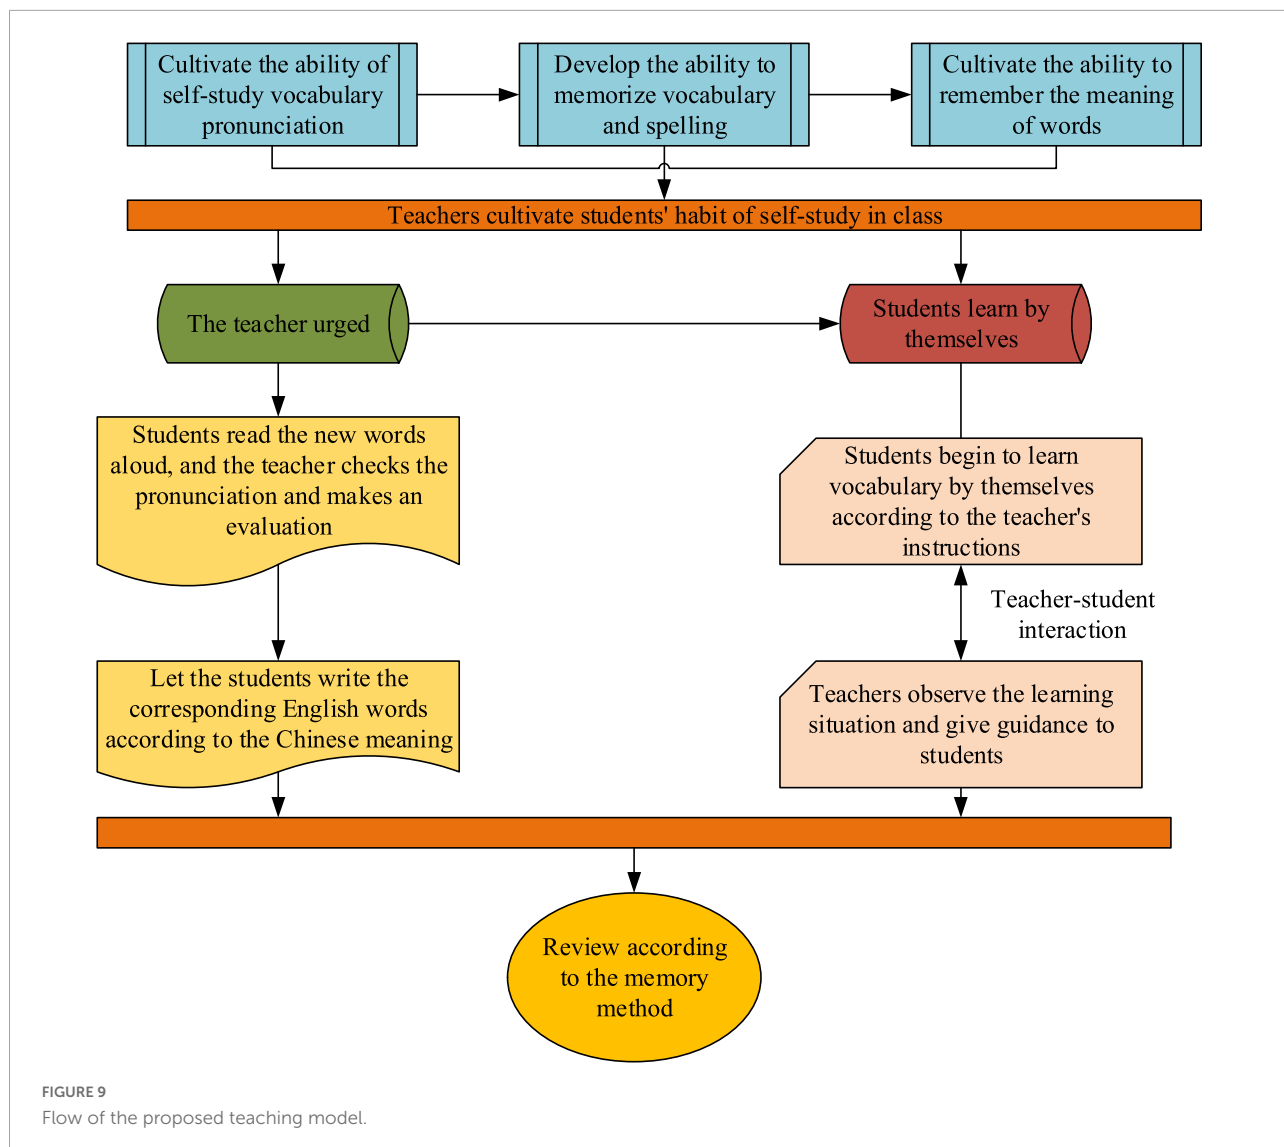 Cultivate the ability of
self-study vocabulary
pronunciation
Develop the ability to
memorize vocabulary
and spelling
Cultivate the ability to
remember the meaning
of words
Teachers cultivate students' habit of self-study in class
The teacher urged
Students learn by
themselves
Students read the new words
aloud, and the teacher checks the
pronunciation and makes an
evaluation
Students begin to learn
vocabulary by themselves
according to the teacher's
instructions
Teacher-student
interaction
Let the students write the
corresponding English words
according to the Chinese meaning
Teachers observe the learning
situation and give guidance to
students
Review according
to the memory
method
FIGURE 9
Flow of the proposed teaching model.